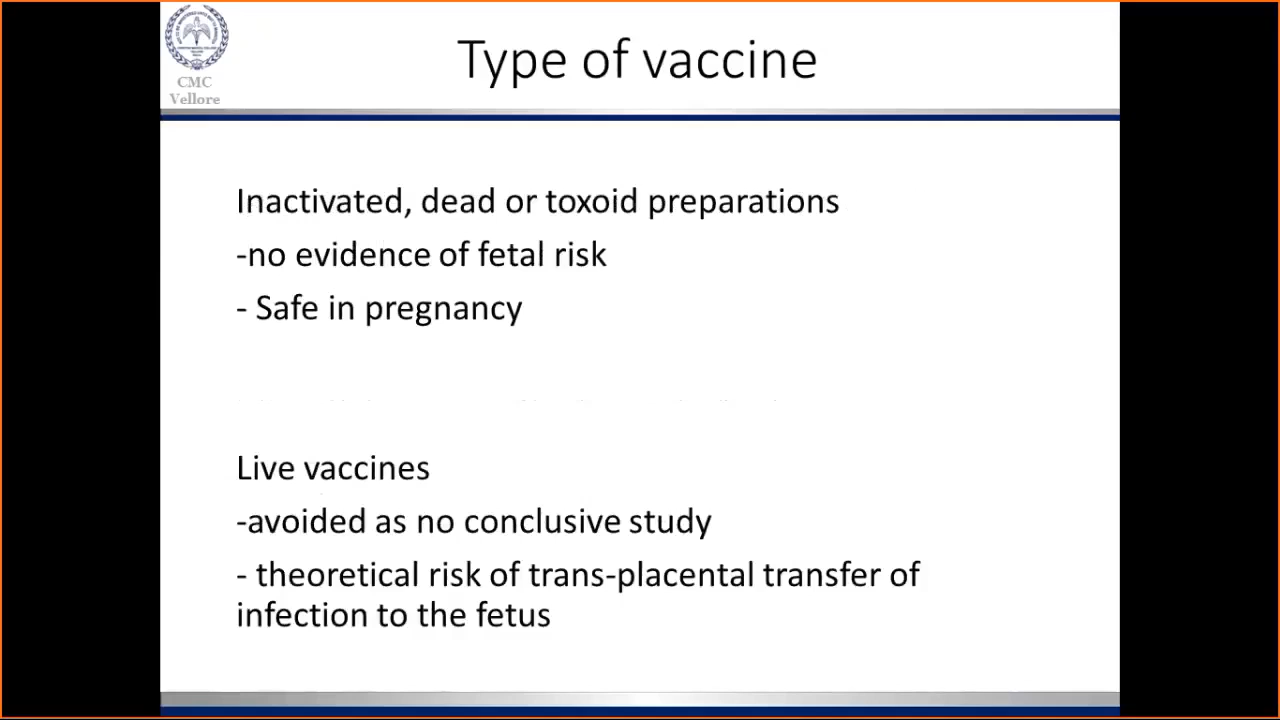 CMC
Vellore
Type of vaccine
Inactivated, dead or toxoid preparations
-no evidence of fetal risk
- Safe in pregnancy
Live vaccines
-avoided as no conclusive study
- theoretical risk of trans-placental transfer of
infection to the fetus